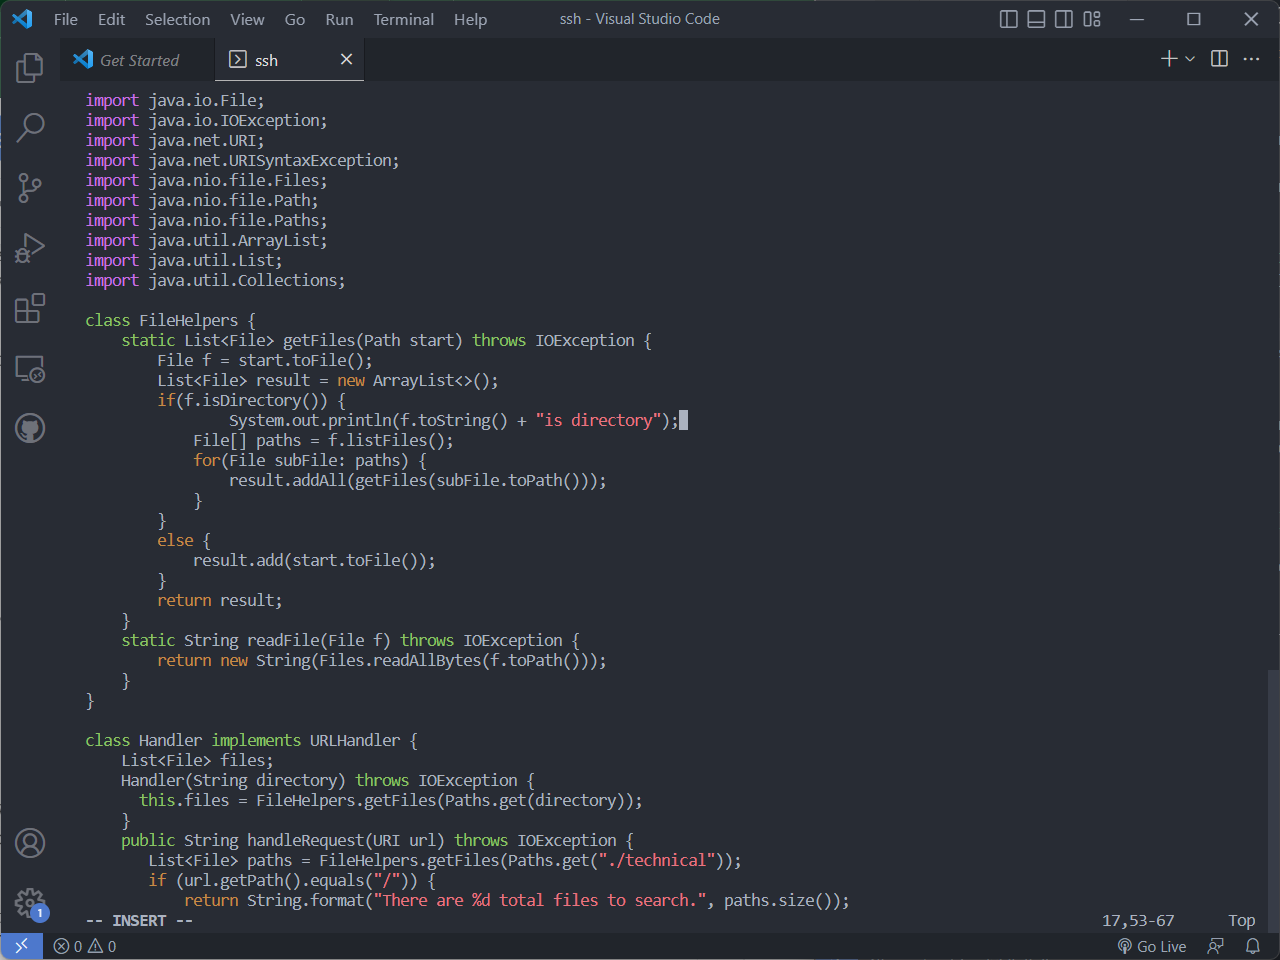 File Edit Selection View Go Run Terminal Help ssh - Visual Studio Code
Get Started ssh
import java.io.File;
import java.io.IOException;
import java.net.URI;
import java.net.URISyntaxException;
import java.nio.file.Files;
import java.nio.file.Path;
import java.nio.file.Paths;
import java.util.ArrayList;
import java.util.List;
import java.util.Collections;
class FileHelpers {
    static List<File> getFiles(Path start) throws IOException {
        File f = start.toFile();
        List<File> result = new ArrayList<>();
        if(f.isDirectory()) {
                System.out.println(f.toString() + "is directory");
            File[] paths = f.listFiles();
            for(File subFile: paths) {
                result.addAll(getFiles(subFile.toPath()));
            }
        }
        else {
            result.add(start.toFile());
        }
        return result;
    }
    static String readFile(File f) throws IOException {
        return new String(Files.readAllBytes(f.toPath()));
    }
}
class Handler implements URLHandler {
    List<File> files;
    Handler(String directory) throws IOException {
      this.files = FileHelpers.getFiles(Paths.get(directory));
    }
    public String handleRequest(URI url) throws IOException {
       List<File> paths = FileHelpers.getFiles(Paths.get("./technical"));
       if (url.getPath().equals("/")) {
           return String.format("There are %d total files to search.", paths.size());
-- INSERT -- 17,53-67 Top
1
0 0 Go Live